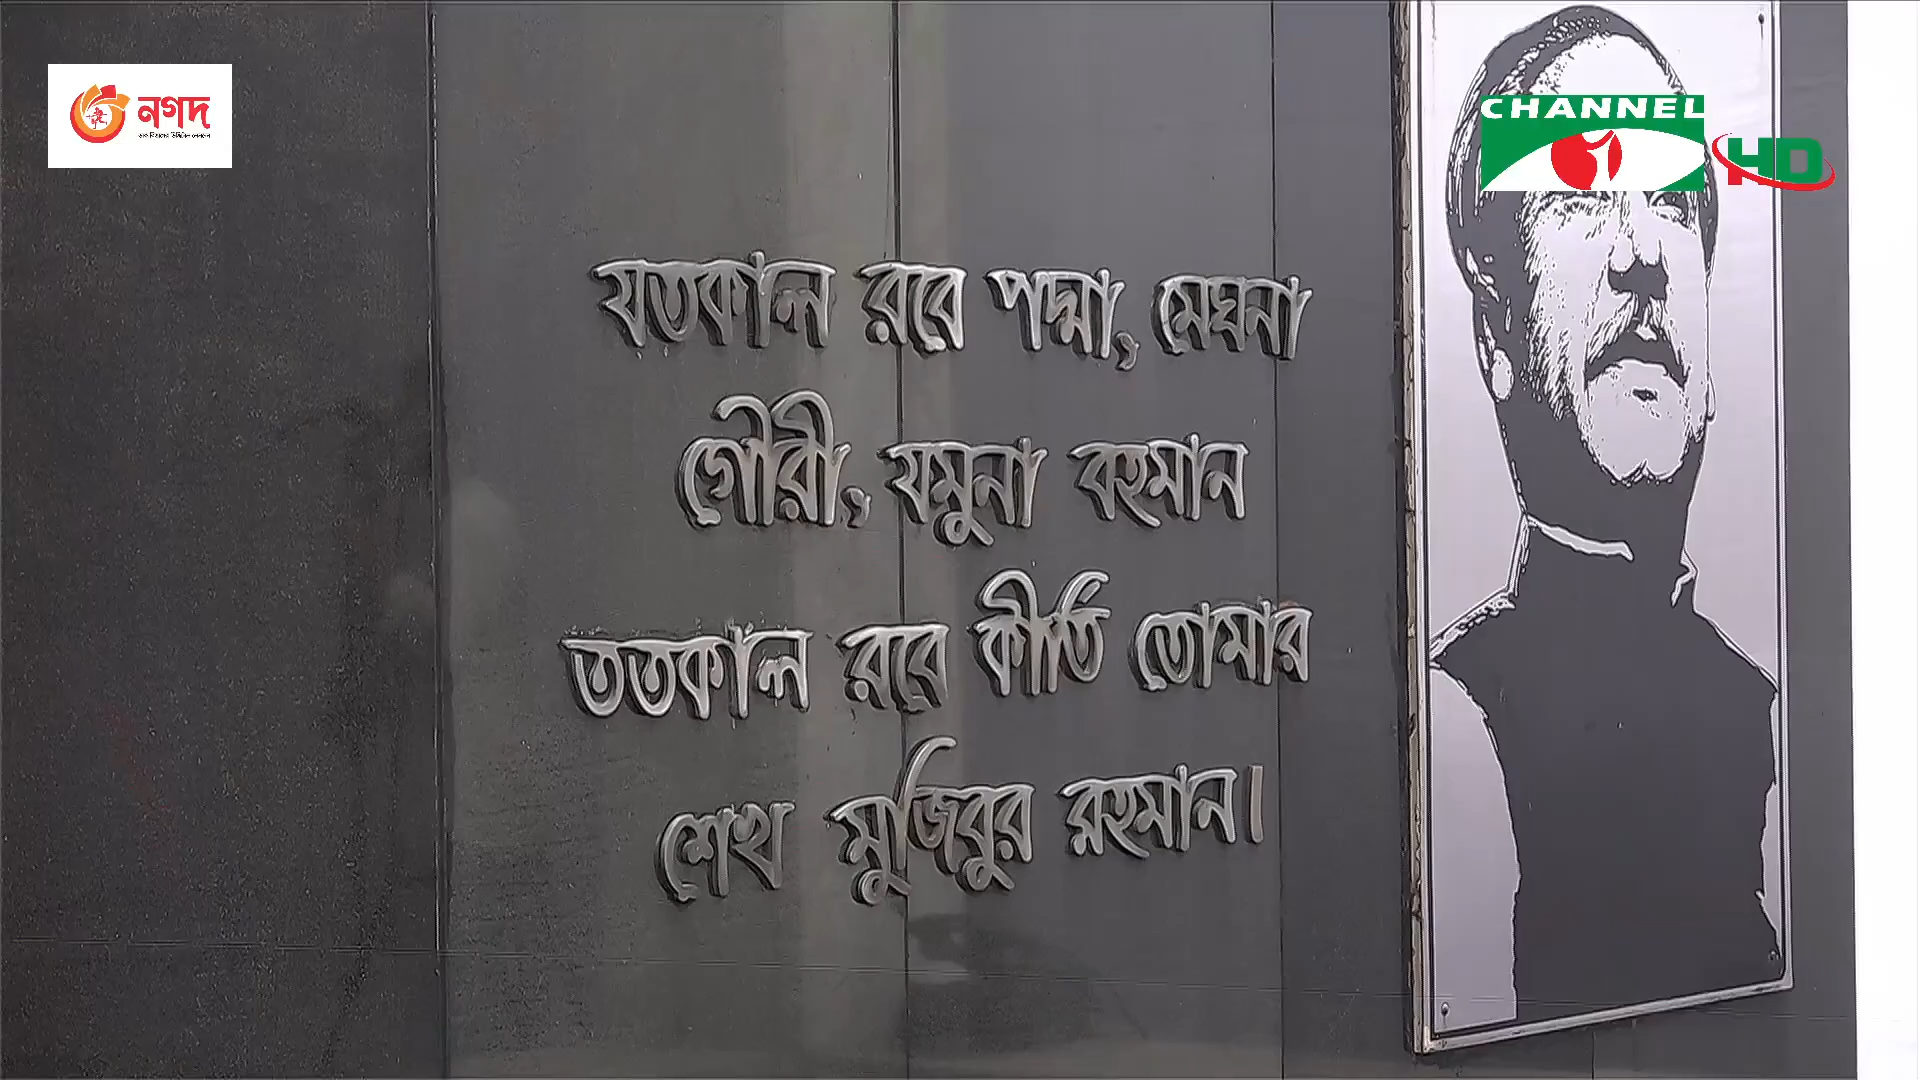 নগদ
CHANNEL
HD
যতকাল রবে পদ্মা, মেঘনা
গৌরী, যমুনা বহমান
ততকাল রবে কীর্তি তোমার
শেখ মুজিবুর রহমান।